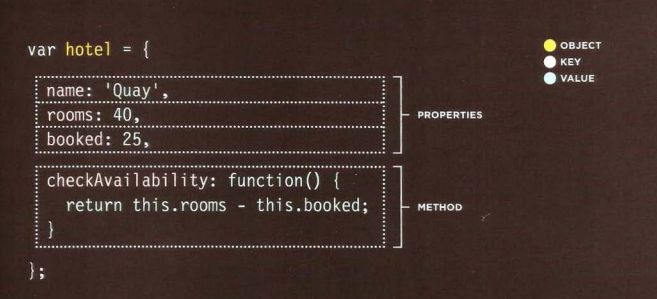 var hotel = {
name: 'Quay',
rooms: 40,
booked: 25,
checkAvailability: function() {
return this.rooms - this.booked;
}
};
PROPERTIES
METHOD
OBJECT
KEY
VALUE